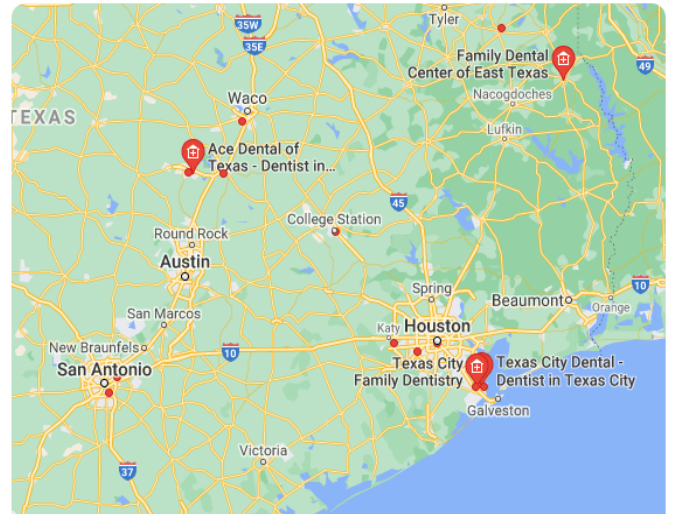 Tyler
35W
35E
Family Dental
Center of East Texas
49
Nacogdoches
Waco
TEXAS
Lufkin
Ace Dental of
Texas - Dentist in...
45
College Station
Round Rock
Austin
Spring
10
Beaumont
Orange
San Marcos
Katy
Houston
New Braunfels
10
San Antonio
Texas City
Family Dentistry
Texas City Dental -
Dentist in Texas City
Galveston
Victoria
37